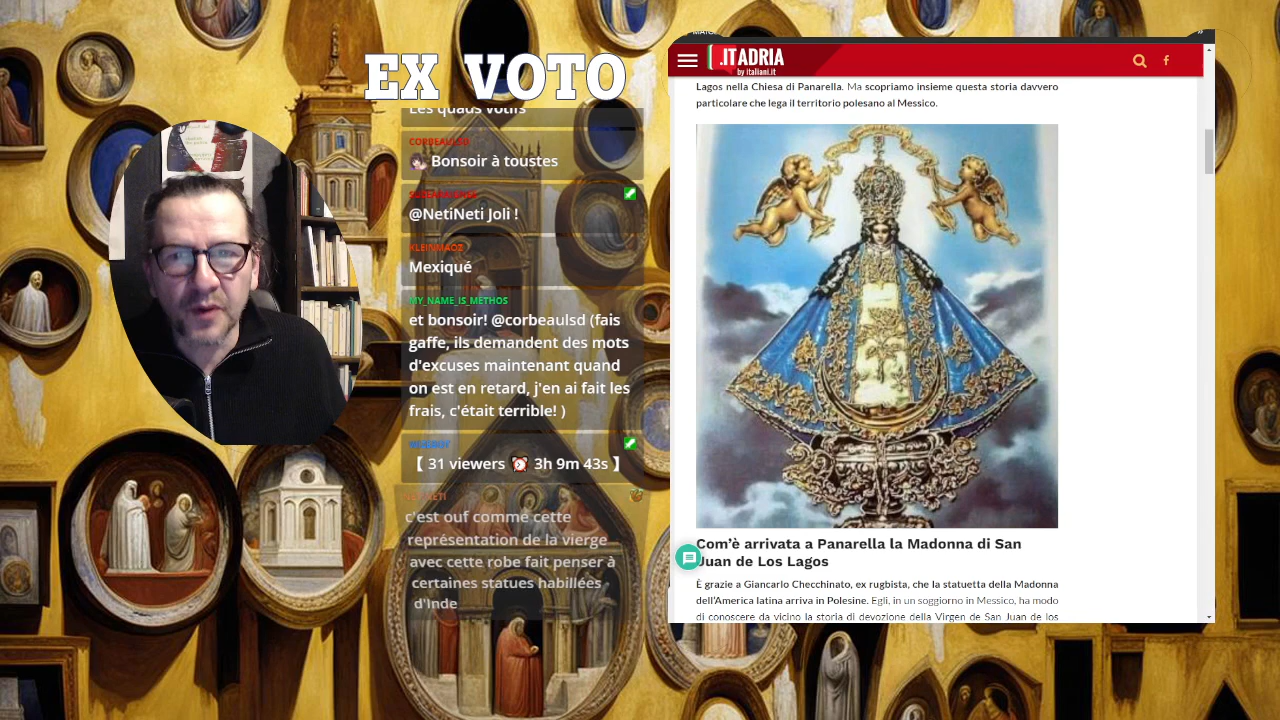 EX VOTO
Les quads votifs
CORBEAULSD
Bonsoir à toustes
@NetiNeti Joli !
KLEINMAOZ
Mexiqué
MY_NAME_IS_METHOS
et bonsoir! @corbeaulsd (fais
gaffe, ils demandent des mots
d'excuses maintenant quand
on est en retard, j'en ai fait les
frais, c'était terrible! )
【 31 viewers ⏰ 3h 9m 43s 】
c'est ouf comme cette
représentation de la vierge
avec cette robe fait penser à
certaines statues habillées
d'Inde
.IT ADRIA
by Italiani.it
Lagos nella Chiesa di Panarella. Ma scopriamo insieme questa storia davvero
particolare che lega il territorio polesano al Messico.
Com'è arrivata a Panarella la Madonna di San
Juan de Los Lagos
È grazie a Giancarlo Checchinato, ex rugbista, che la statuetta della Madonna
dell'America latina arriva in Polesine. Egli, in un soggiorno in Messico, ha modo
di conoscere da vicino la storia di devozione della Virgen de San Juan de los